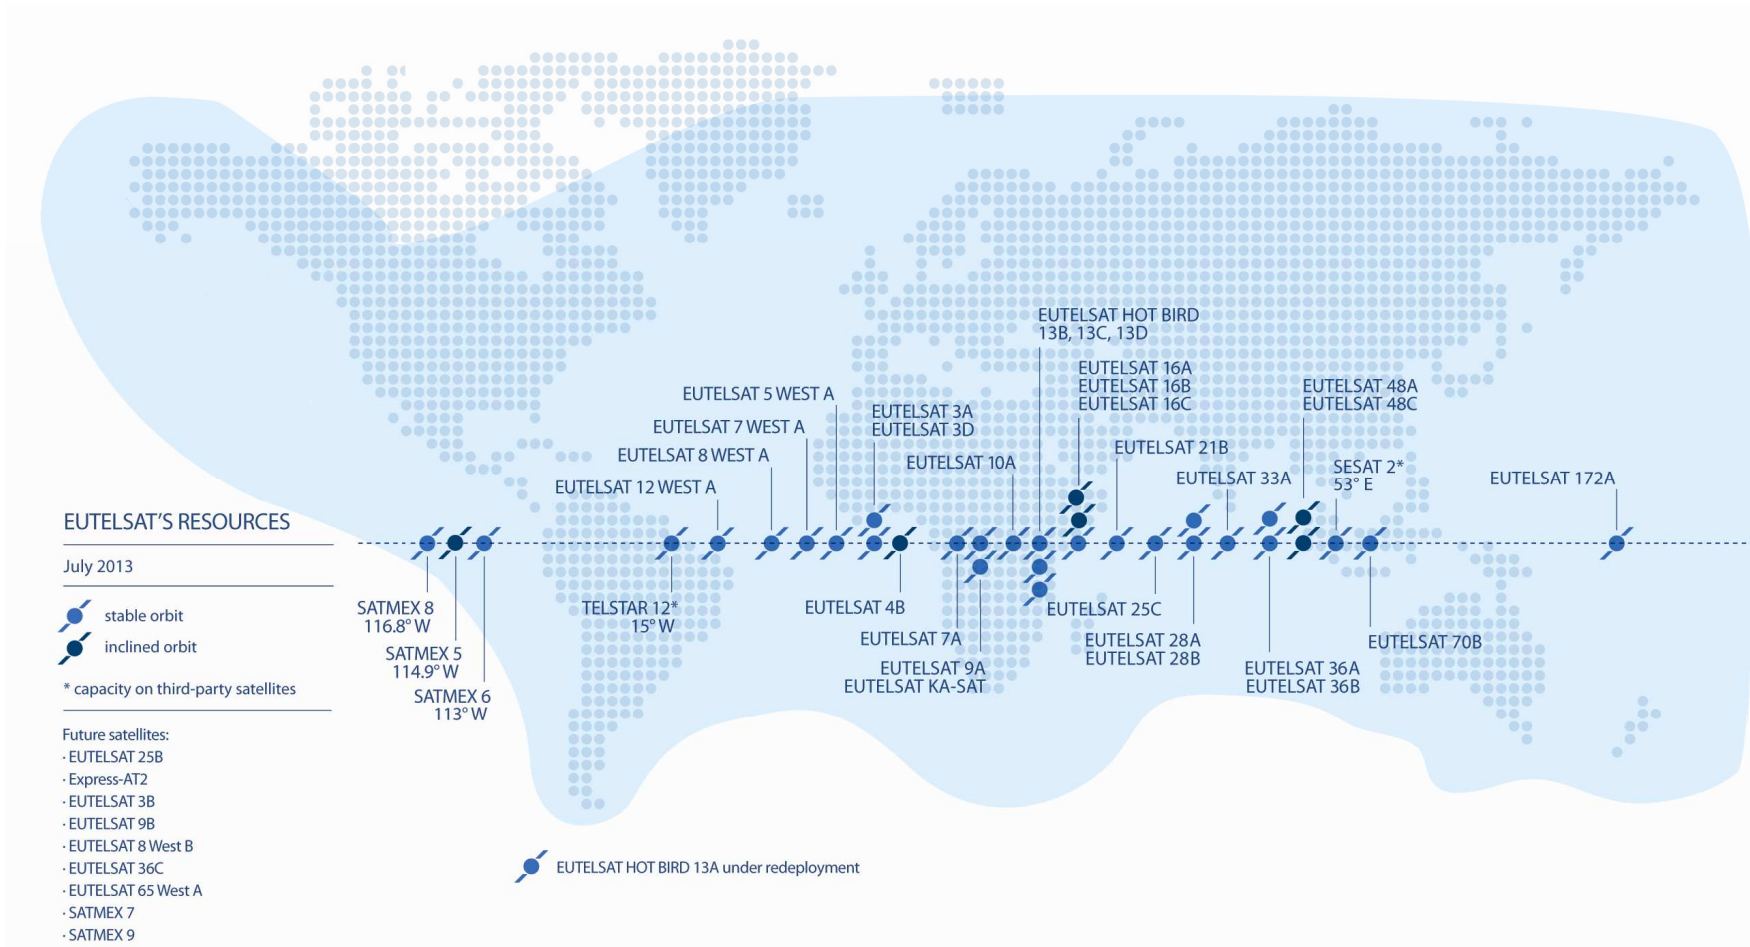 EUTELSAT HOT BIRD
13B, 13C, 13D
EUTELSAT 16A
EUTELSAT 16B
EUTELSAT 16C
EUTELSAT 48A
EUTELSAT 48C
EUTELSAT 5 WEST A
EUTELSAT 3A
EUTELSAT 3D
EUTELSAT 7 WEST A
EUTELSAT 21B
EUTELSAT 8 WEST A
EUTELSAT 10A
SESAT 2*
53° E
EUTELSAT 33A
EUTELSAT 172A
EUTELSAT 12 WEST A
EUTELSAT'S RESOURCES
July 2013
stable orbit
inclined orbit
* capacity on third-party satellites
SATMEX 8
116.8° W
SATMEX 5
114.9° W
SATMEX 6
113° W
TELSTAR 12*
15° W
EUTELSAT 4B
EUTELSAT 7A
EUTELSAT 9A
EUTELSAT KA-SAT
EUTELSAT 25C
EUTELSAT 28A
EUTELSAT 28B
EUTELSAT 36A
EUTELSAT 36B
EUTELSAT 70B
Future satellites:
· EUTELSAT 25B
· Express-AT2
· EUTELSAT 3B
· EUTELSAT 9B
· EUTELSAT 8 West B
· EUTELSAT 36C
· EUTELSAT 65 West A
· SATMEX 7
· SATMEX 9
EUTELSAT HOT BIRD 13A under redeployment